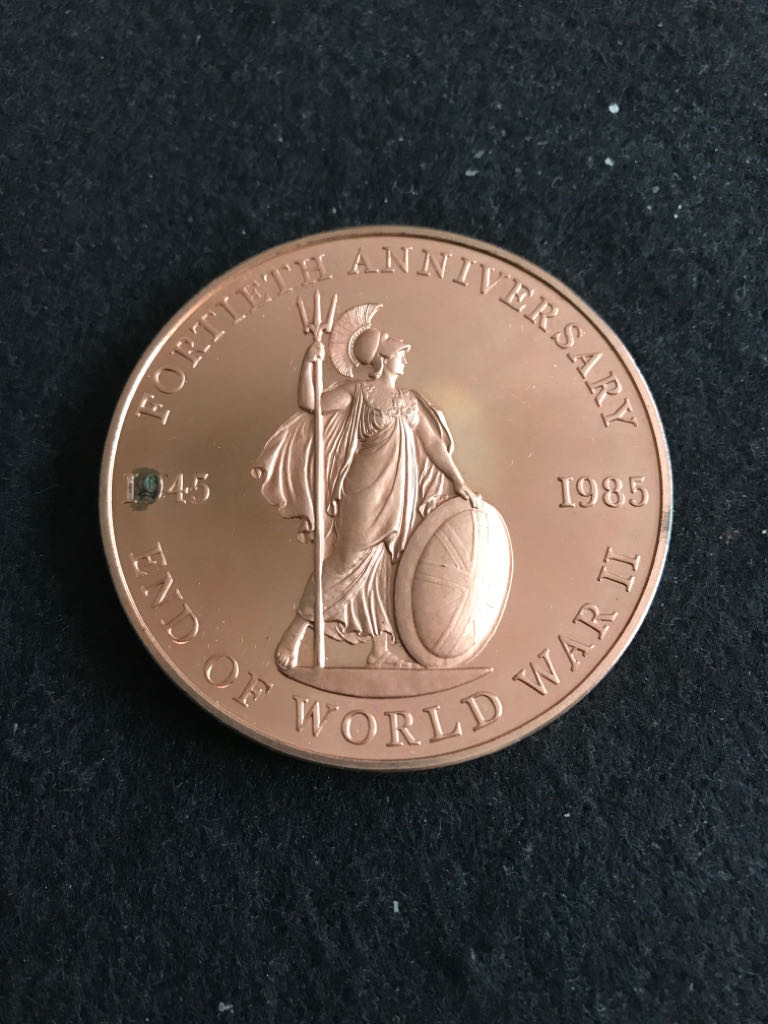 FORTIETH ANNIVERSARY
1945 1985
END OF WORLD WAR II